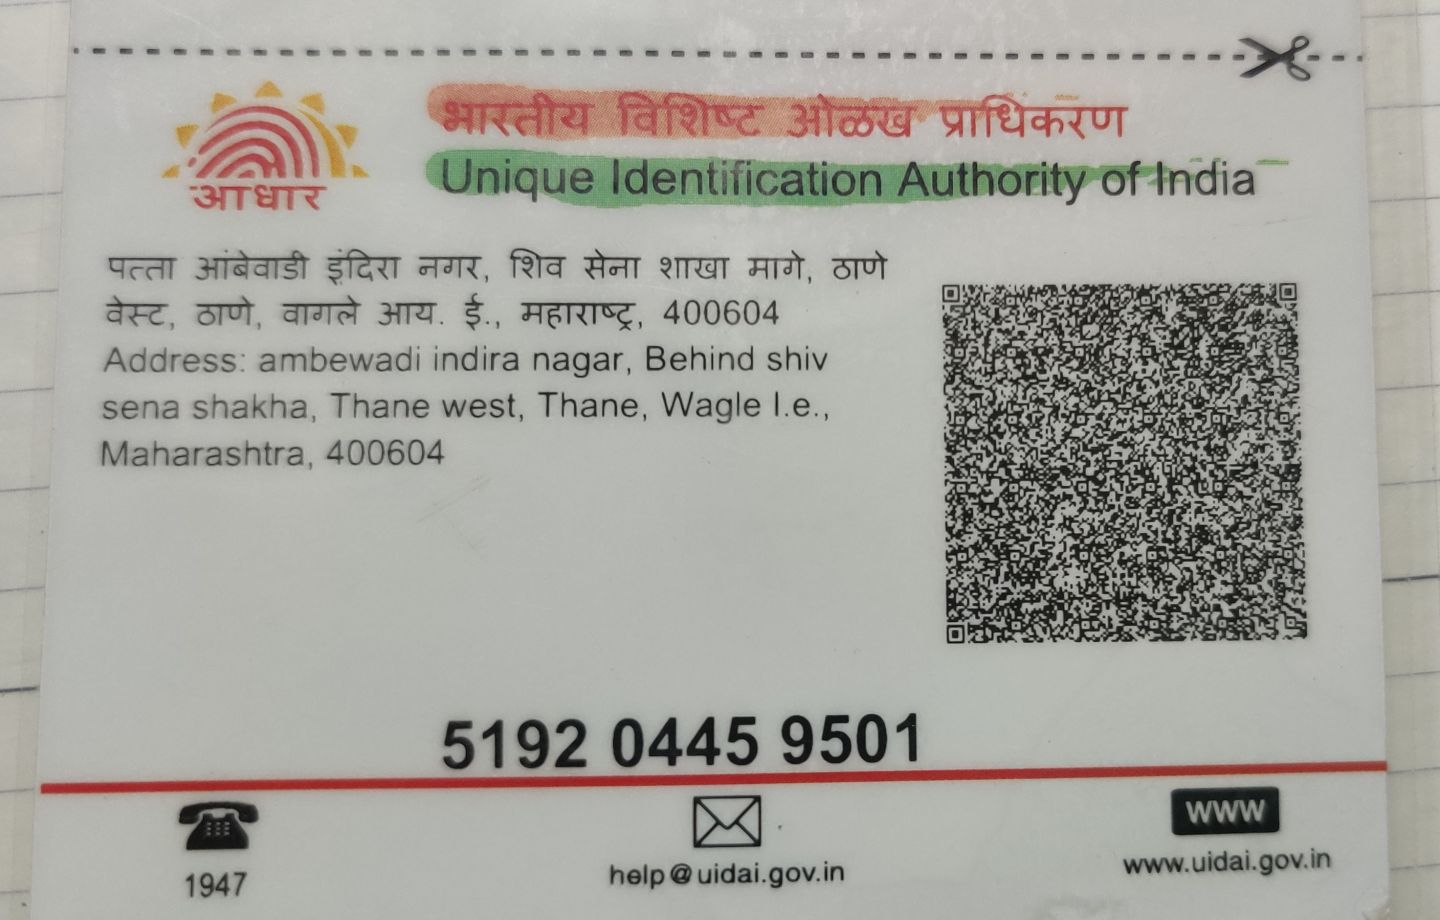 भारतीय विशिष्ट ओळख प्राधिकरण
Unique Identification Authority of India
आधार
पत्ता आंबेवाडी इंदिरा नगर, शिव सेना शाखा मागे, ठाणे
वेस्ट, ठाणे, वागले आय. ई., महाराष्ट्र, 400604
Address: ambewadi indira nagar, Behind shiv
sena shakha, Thane west, Thane, Wagle I.e.,
Maharashtra, 400604
5192 0445 9501
1947
help@uidai.gov.in
www
www.uidai.gov.in